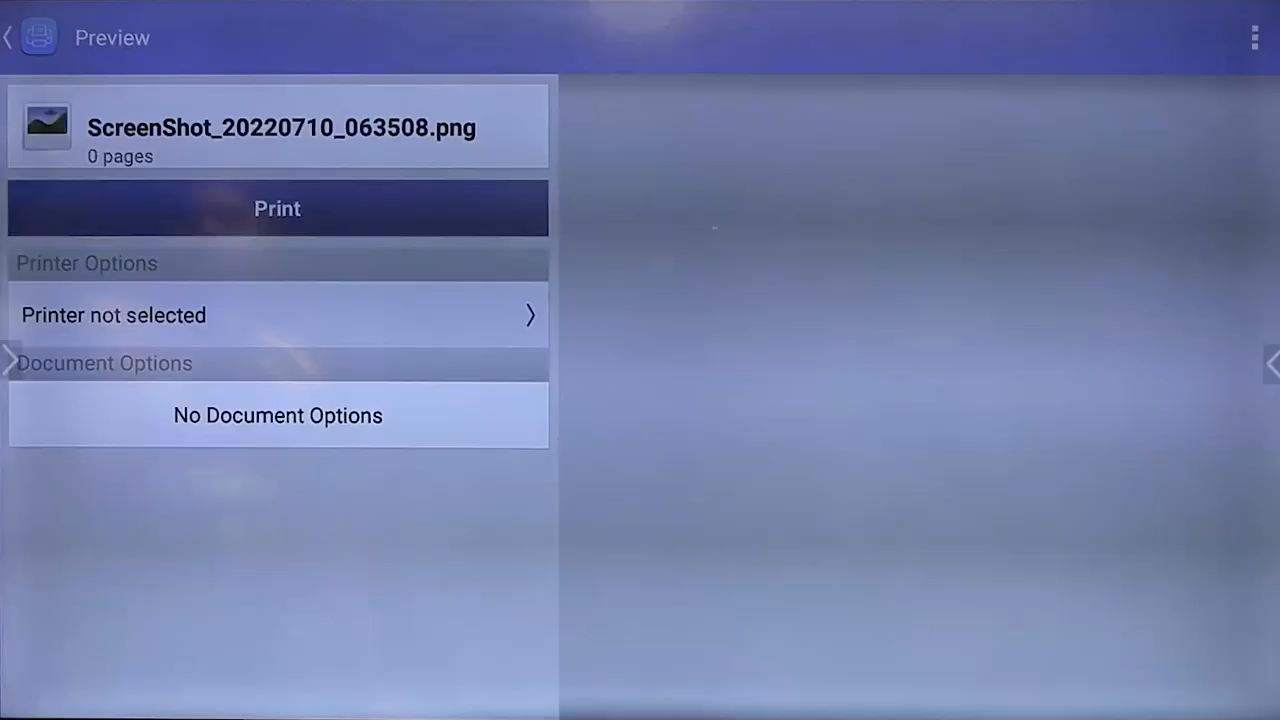 Preview
ScreenShot_20220710_063508.png
0 pages
Print
Printer Options
Printer not selected
Document Options
No Document Options